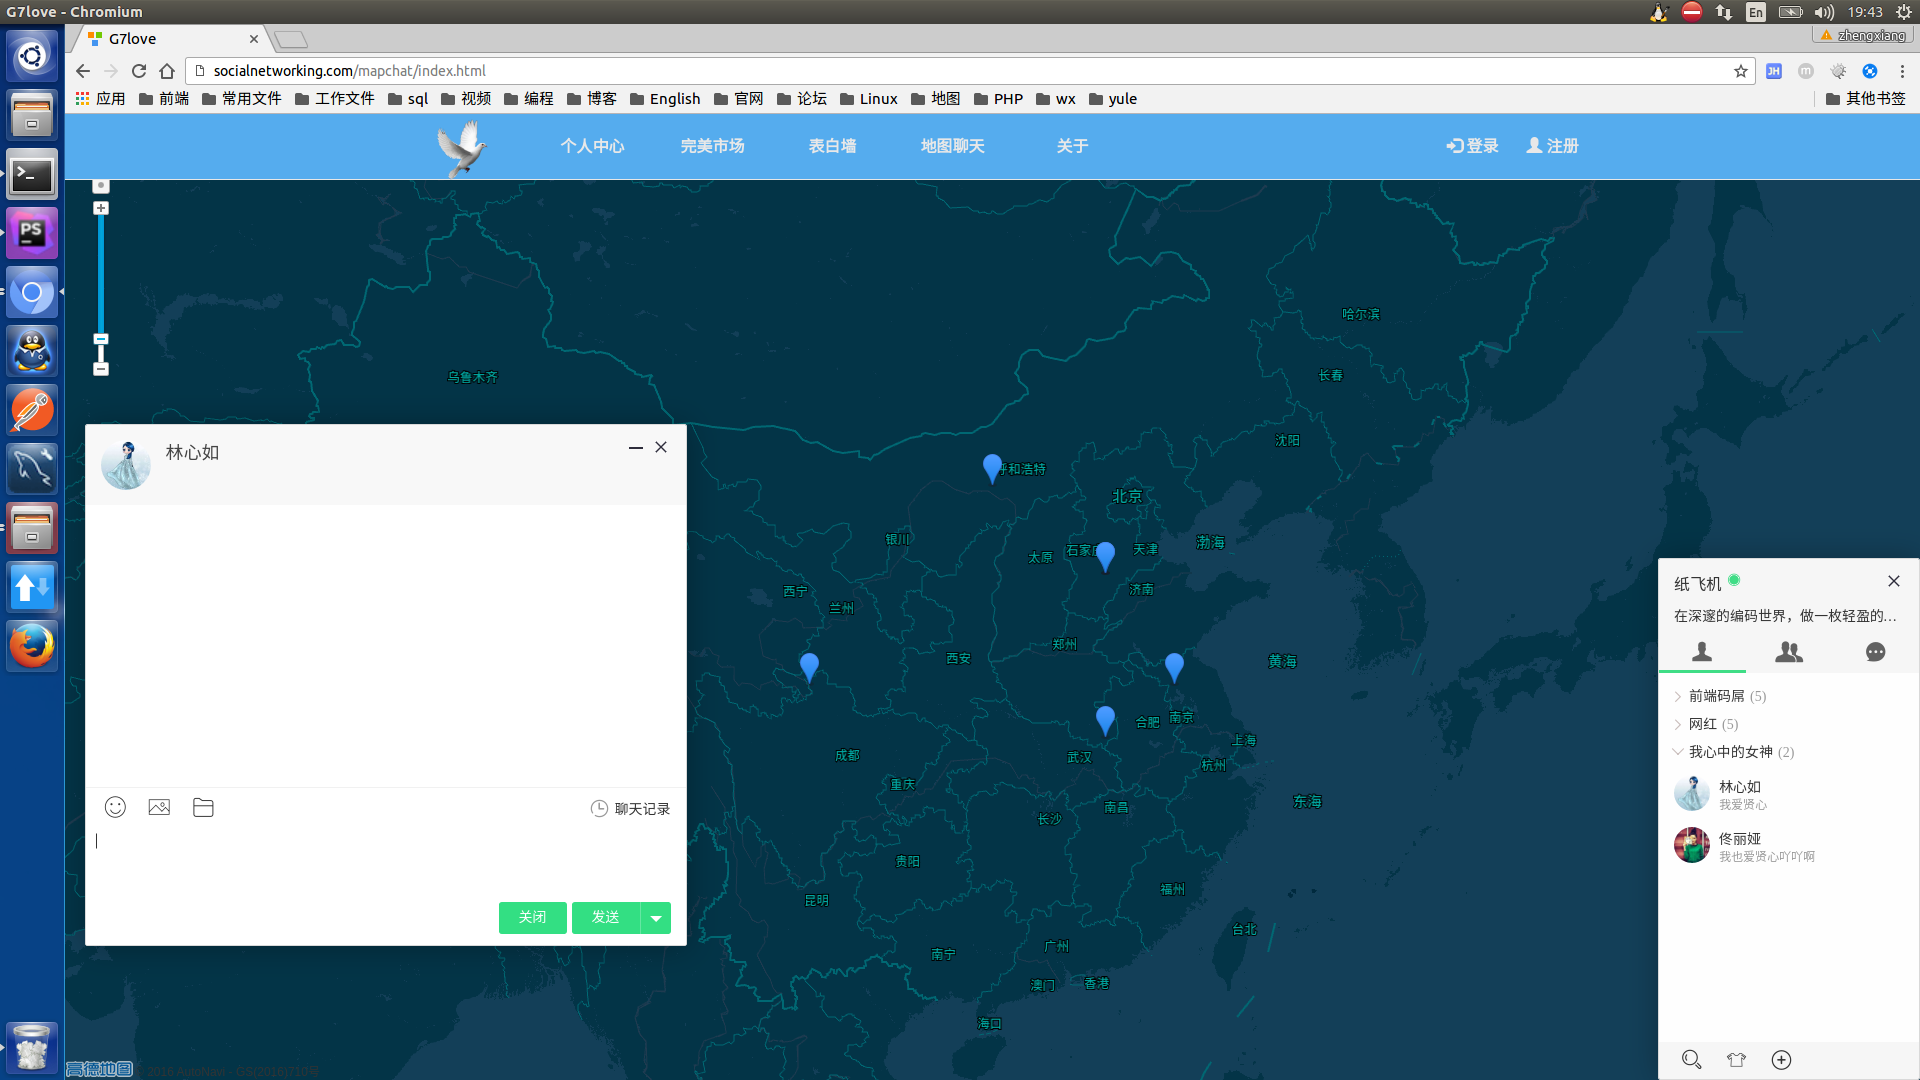 G7love - Chromium
En
19:43
G7love
zhengxiang
socialnetworking.com/mapchat/index.html
JH
m
应用
前端
常用文件
工作文件
sql
视频
编程
博客
English
官网
论坛
Linux
地图
PHP
wx
yule
其他书签
个人中心
完美市场
表白墙
地图聊天
关于
登录
注册
PS
哈尔滨
长春
乌鲁木齐
沈阳
呼和浩特
北京
银川
太原
石家庄
天津
渤海
西宁
兰州
济南
郑州
西安
黄海
合肥
南京
上海
武汉
成都
杭州
重庆
南昌
东海
长沙
贵阳
福州
昆明
台北
广州
南宁
澳门
香港
海口
林心如
聊天记录
关闭
发送
纸飞机
在深邃的编码世界，做一枚轻盈的...
前端码屌 (5)
网红 (5)
我心中的女神 (2)
林心如
我爱贤心
佟丽娅
我也爱贤心吖吖啊
高德地图
© 2016 AutoNavi - GS(2016)710号